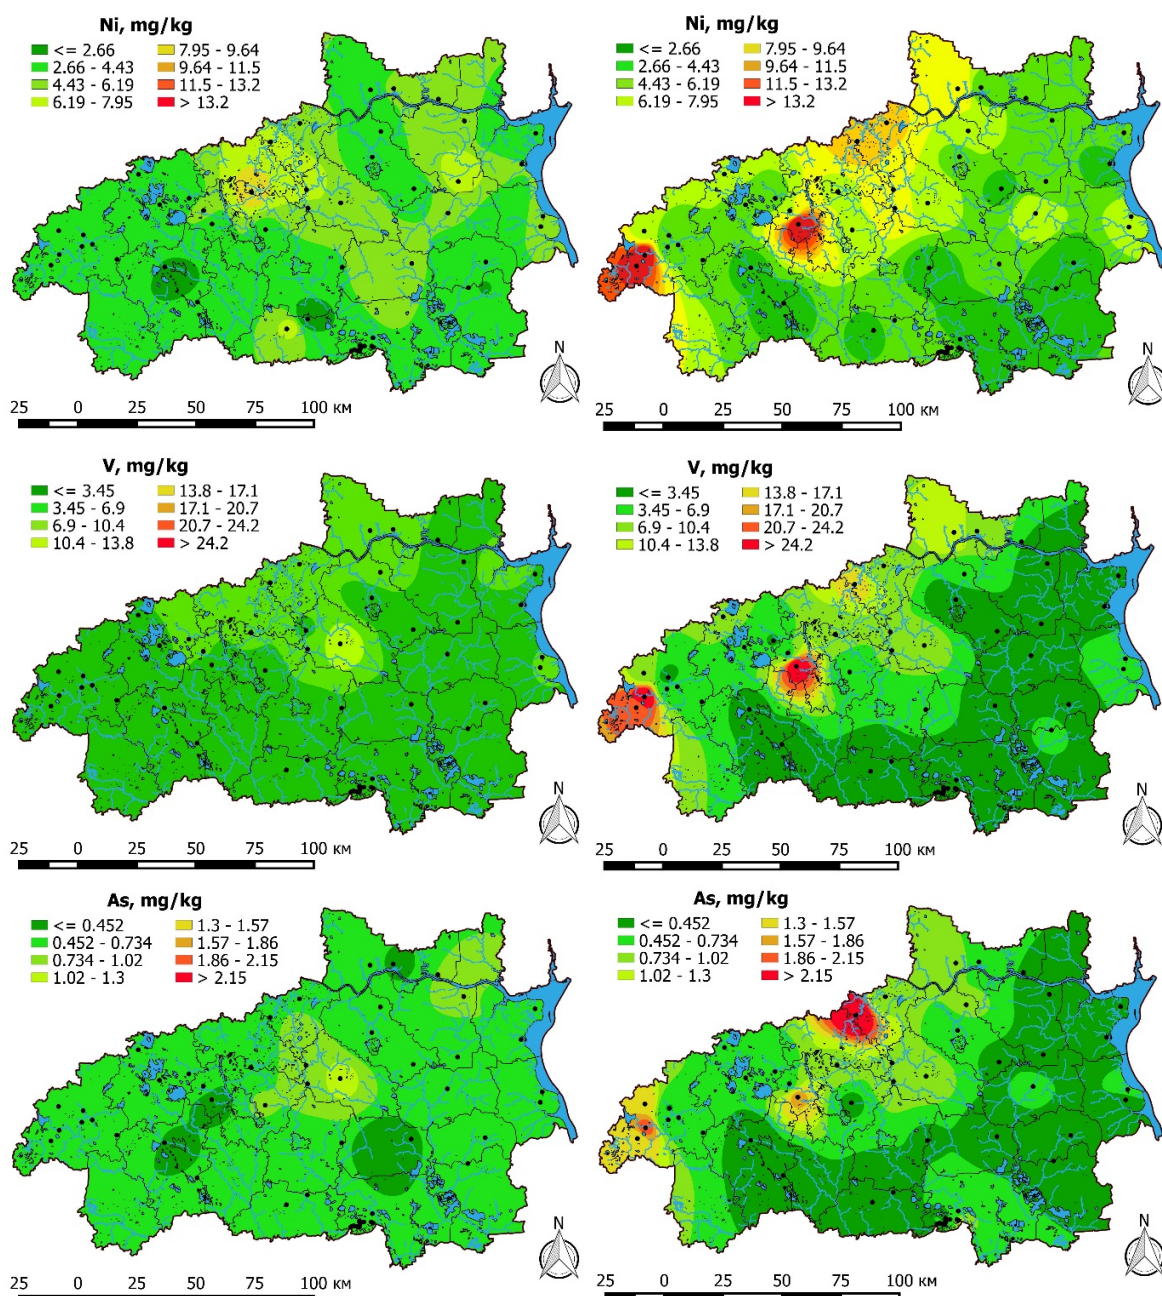 Ni, mg/kg
<= 2.66 7.95 - 9.64
2.66 - 4.43 9.64 - 11.5
4.43 - 6.19 11.5 - 13.2
6.19 - 7.95 > 13.2
N
25 0 25 50 75 100 км
Ni, mg/kg
<= 2.66 7.95 - 9.64
2.66 - 4.43 9.64 - 11.5
4.43 - 6.19 11.5 - 13.2
6.19 - 7.95 > 13.2
N
25 0 25 50 75 100 км
V, mg/kg
<= 3.45 13.8 - 17.1
3.45 - 6.9 17.1 - 20.7
6.9 - 10.4 20.7 - 24.2
10.4 - 13.8 > 24.2
N
25 0 25 50 75 100 км
V, mg/kg
<= 3.45 13.8 - 17.1
3.45 - 6.9 17.1 - 20.7
6.9 - 10.4 20.7 - 24.2
10.4 - 13.8 > 24.2
N
25 0 25 50 75 100 км
As, mg/kg
<= 0.452 1.3 - 1.57
0.452 - 0.734 1.57 - 1.86
0.734 - 1.02 1.86 - 2.15
1.02 - 1.3 > 2.15
N
25 0 25 50 75 100 км
As, mg/kg
<= 0.452 1.3 - 1.57
0.452 - 0.734 1.57 - 1.86
0.734 - 1.02 1.86 - 2.15
1.02 - 1.3 > 2.15
N
25 0 25 50 75 100 км